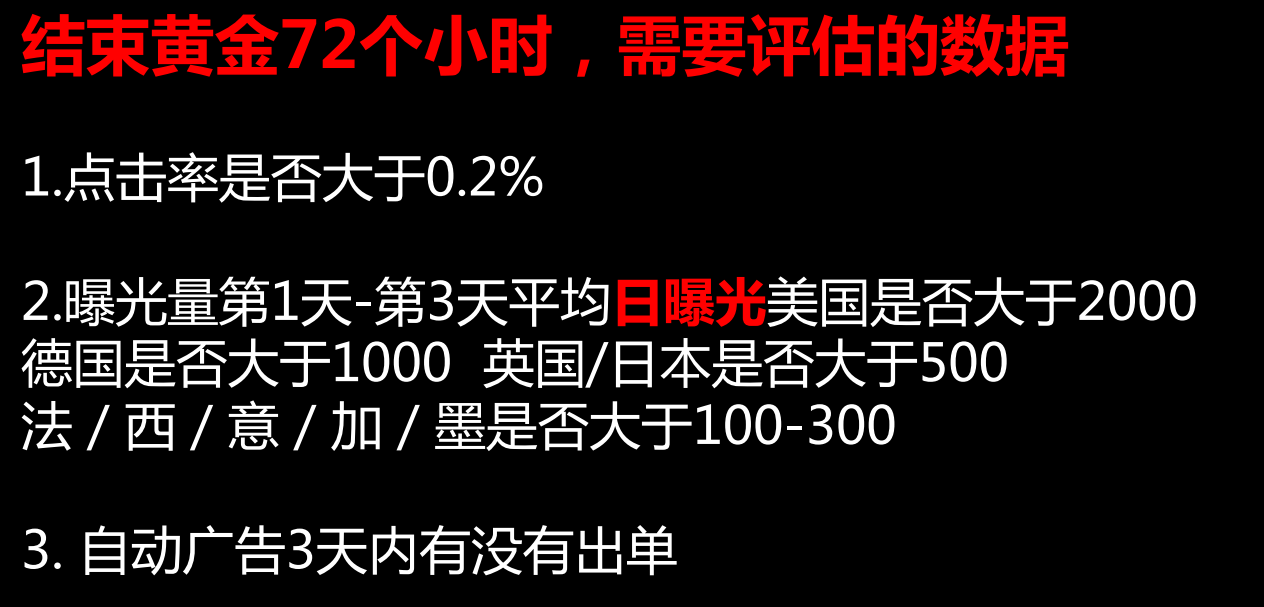 结束黄金72个小时，需要评估的数据
1.点击率是否大于0.2%
2.曝光量第1天-第3天平均日曝光美国是否大于2000
德国是否大于1000  英国/日本是否大于500
法 / 西 / 意 / 加 / 墨是否大于100-300
3. 自动广告3天内有没有出单